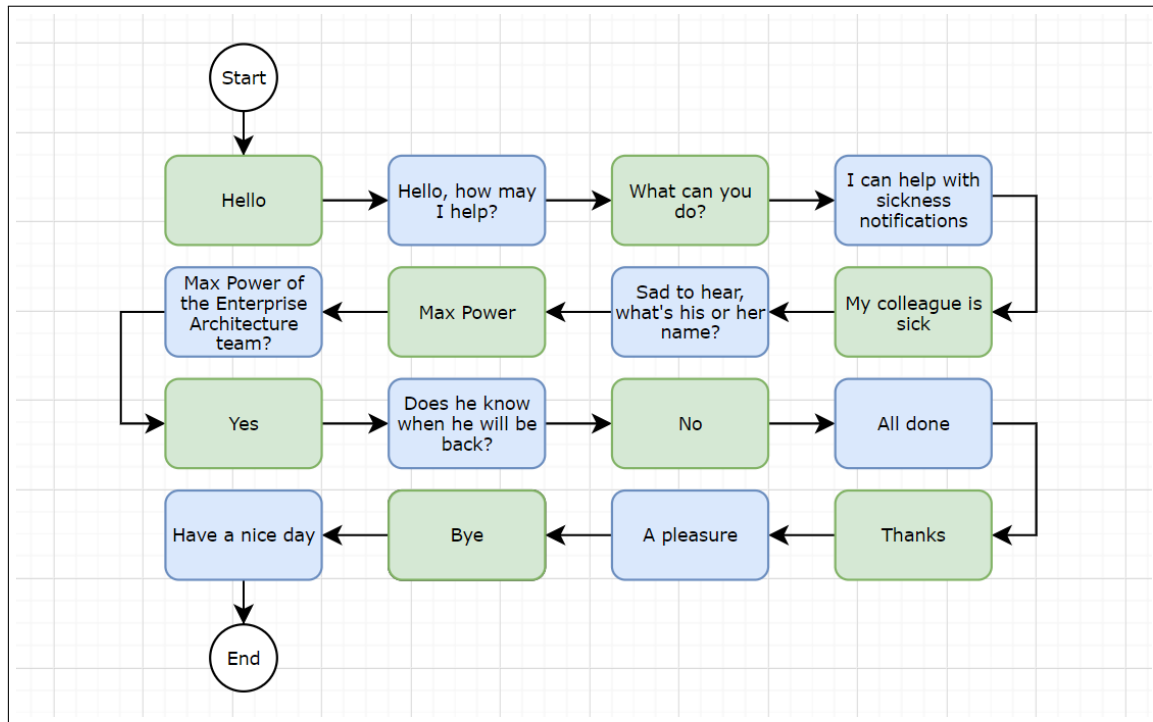 Start
Hello
Hello, how may
I help?
What can you
do?
I can help with
sickness
notifications
My colleague is
sick
Sad to hear,
what's his or her
name?
Max Power
Max Power of
the Enterprise
Architecture
team?
Yes
Does he know
when he will be
back?
No
All done
Thanks
A pleasure
Bye
Have a nice day
End